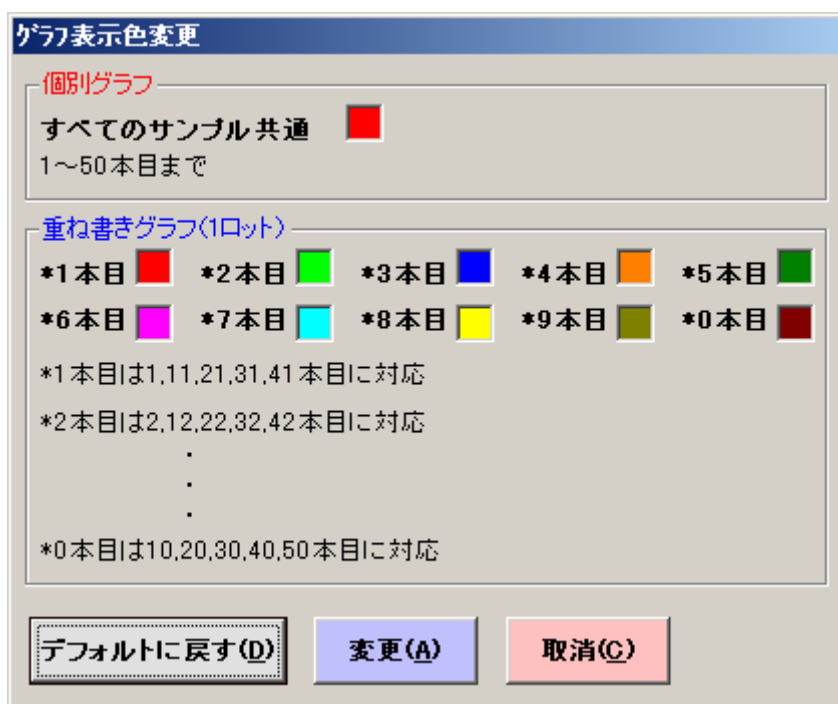 ｸﾞﾗﾌ表示色変更
個別グラフ
すべてのサンプル共通
1～50本目まで
重ね書きグラフ(1ロット)
*1本目 *2本目 *3本目 *4本目 *5本目
*6本目 *7本目 *8本目 *9本目 *0本目
*1本目は1,11,21,31,41本目に対応
*2本目は2,12,22,32,42本目に対応
・
・
・
*0本目は10,20,30,40,50本目に対応
デフォルトに戻す(D) 変更(A) 取消(C)